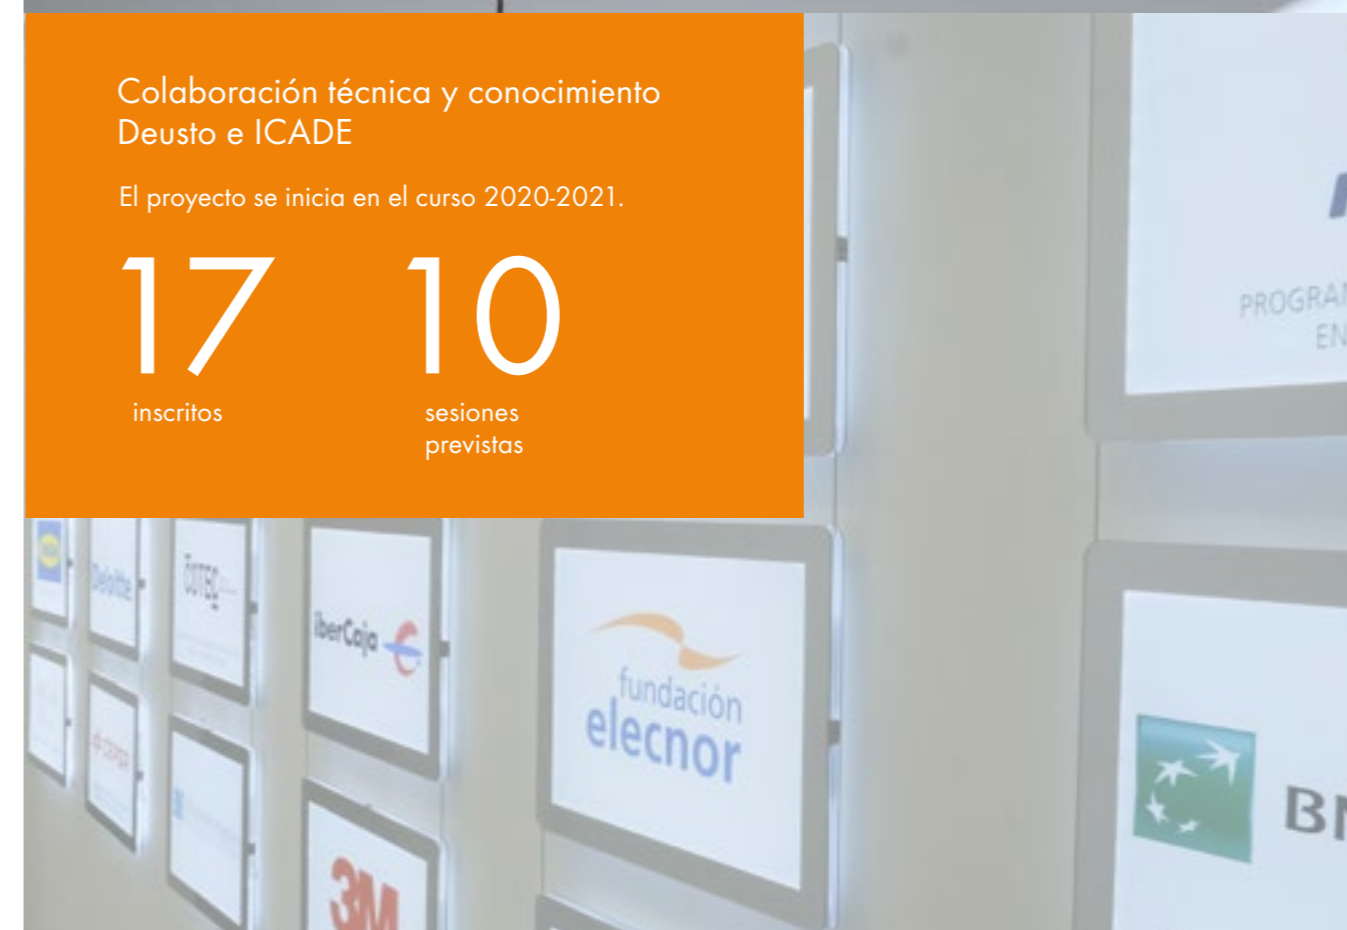 Colaboración técnica y conocimiento
Deusto e ICADE
El proyecto se inicia en el curso 2020-2021.
17
10
inscritos
sesiones
previstas
Deloitte
iberCaja
fundación
elecnor
3M